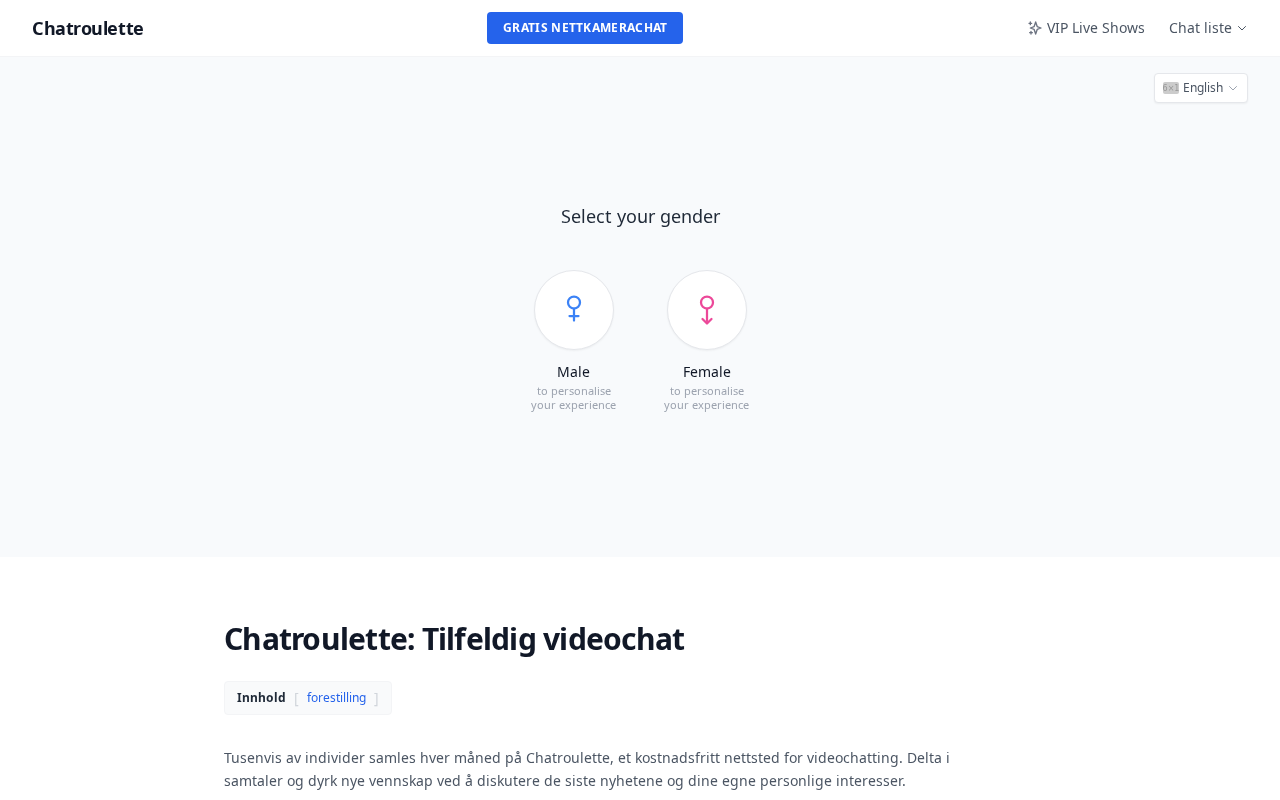 Chatroulette
GRATIS NETTKAMERACHAT
VIP Live Shows
Chat liste
English
Select your gender
Male
to personalise
your experience
Female
to personalise
your experience
Chatroulette: Tilfeldig videochat
Innhold [ forestilling ]
Tusenvis av individer samles hver måned på Chatroulette, et kostnadsfritt nettsted for videochatting. Delta i
samtaler og dyrk nye vennskap ved å diskutere de siste nyhetene og dine egne personlige interesser.